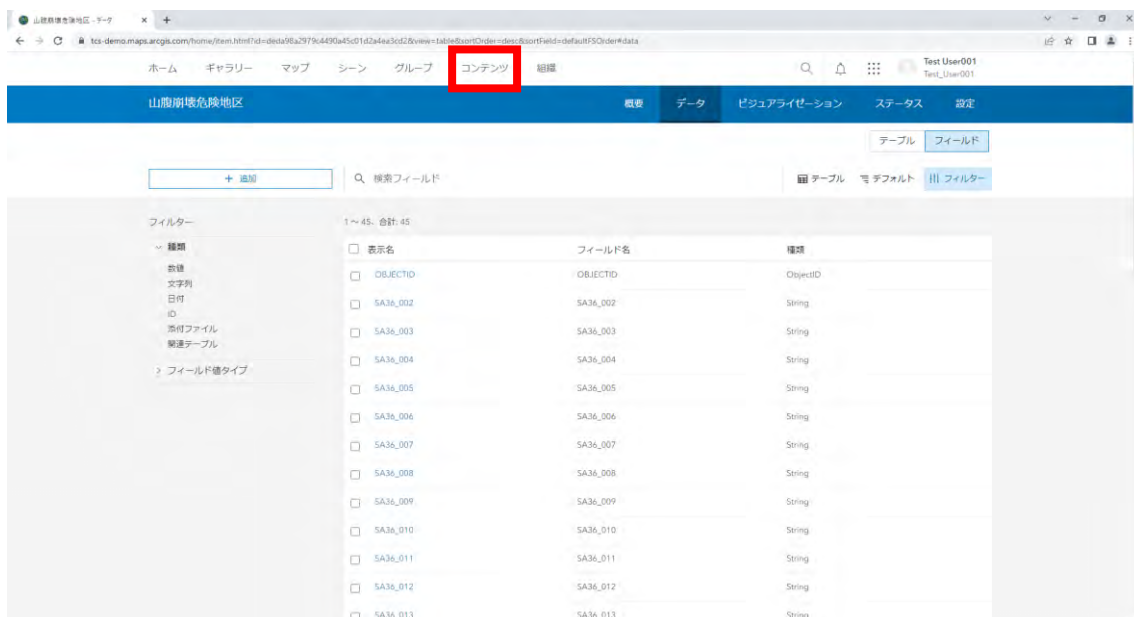 山腹崩壊危険地区 - データ
tcs-demo.maps.arcgis.com/home/item.html?id=deda98a2979c4490a45c01d2a4ea3cd2&view=table&sortOrder=desc&sortField=defaultFSOrder#data
ホーム ギャラリー マップ シーン グループ コンテンツ 組織 Test User001
Test_User001
山腹崩壊危険地区 概要 データ ビジュアライゼーション ステータス 設定
テーブル フィールド
+ 追加 検索フィールド テーブル デフォルト フィルター
フィルター 1 ~ 45、合計: 45
種類 表示名 フィールド名 種類
数値
文字列
日付
ID
添付ファイル
関連テーブル
フィールド値タイプ
OBJECTID OBJECTID ObjectID
SA36_002 SA36_002 String
SA36_003 SA36_003 String
SA36_004 SA36_004 String
SA36_005 SA36_005 String
SA36_006 SA36_006 String
SA36_007 SA36_007 String
SA36_008 SA36_008 String
SA36_009 SA36_009 String
SA36_010 SA36_010 String
SA36_011 SA36_011 String
SA36_012 SA36_012 String
SA36_013 SA36_013 String